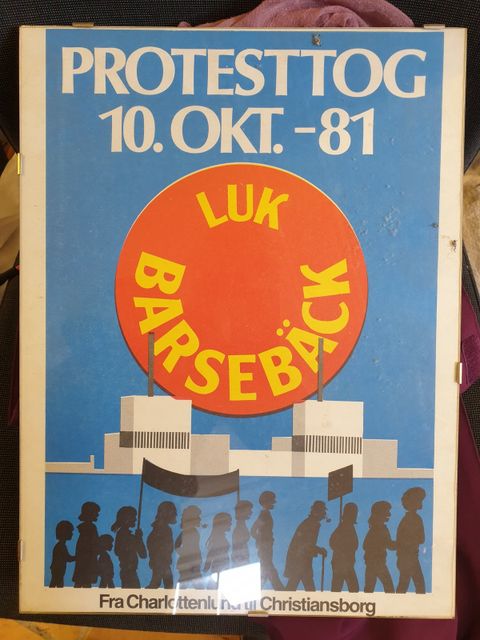 PROTESTTOG
10. OKT. -81
LUK
BARSEBÄCK
Fra Charlottenlund til Christiansborg